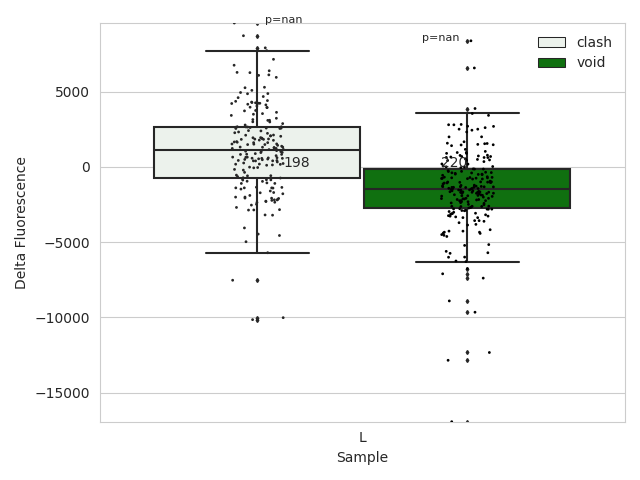 p=nan
p=nan
clash
void
5000
0
−5000
−10000
−15000
198
220
Delta Fluorescence
L
Sample